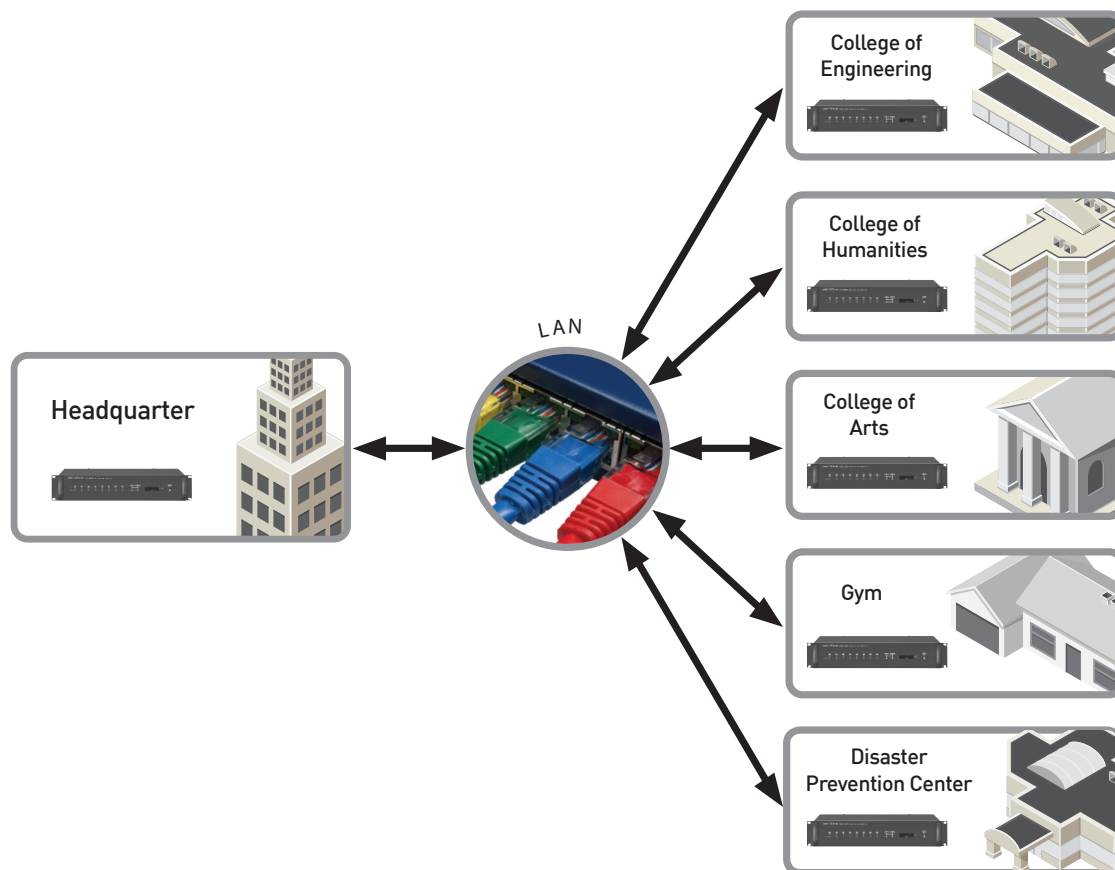 College of
Engineering
College of
Humanities
LAN
Headquarter
College of
Arts
Gym
Disaster
Prevention Center